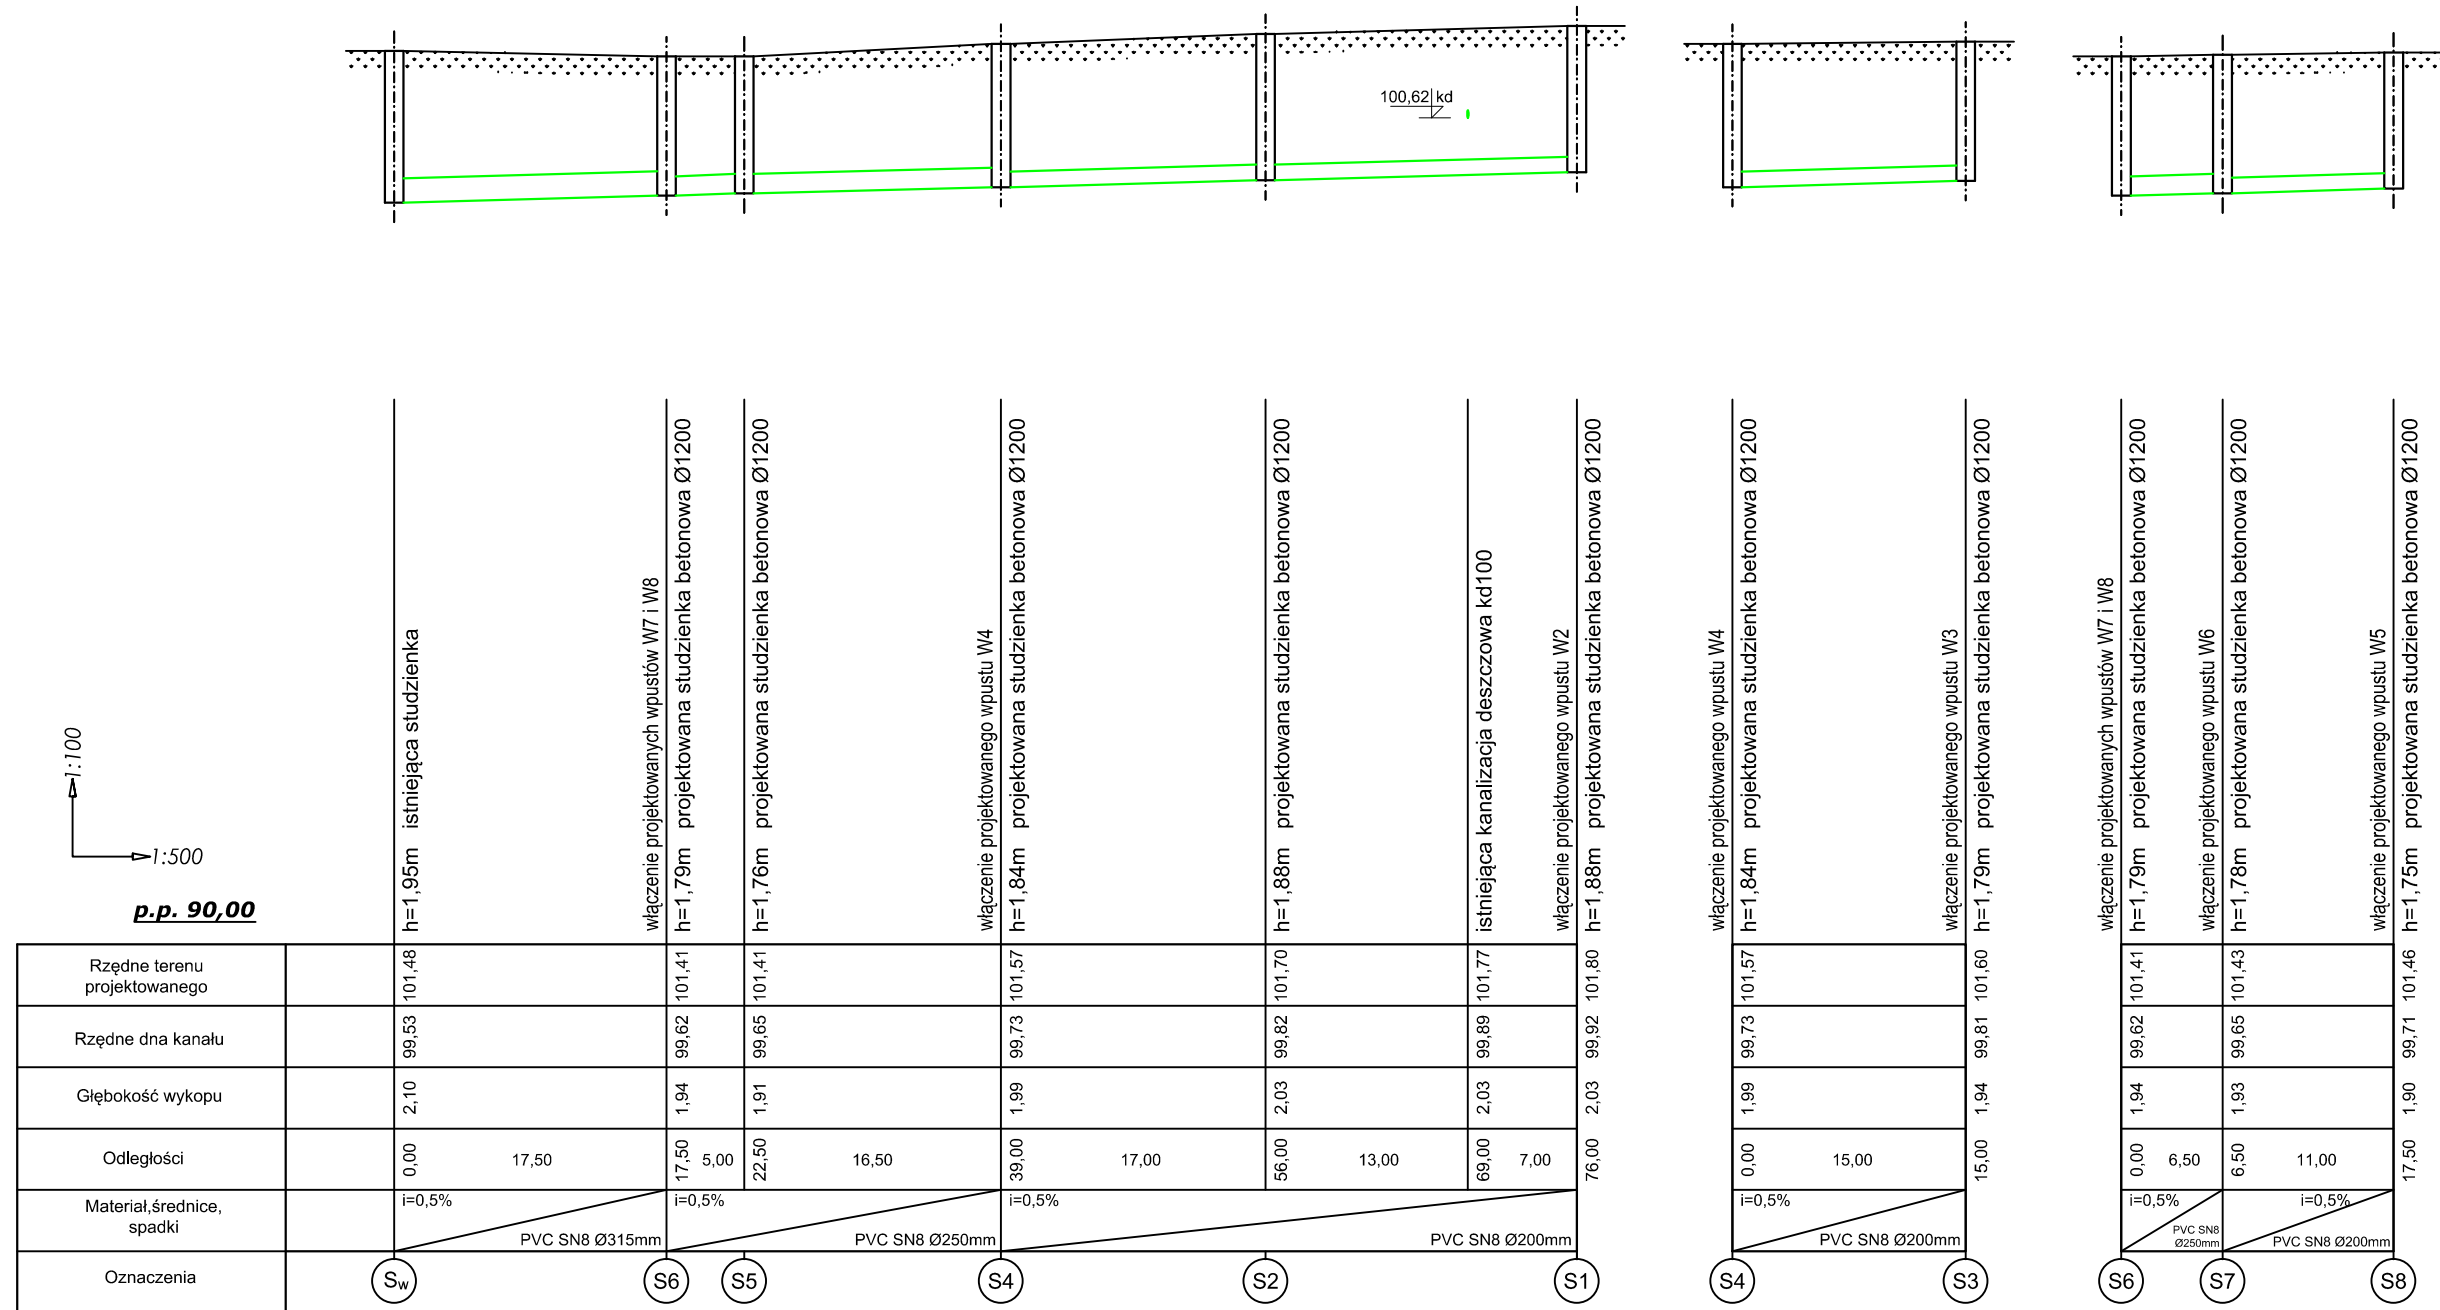 100,62 kd
1:100
1:500
p.p. 90,00
h=1,95m istniejąca studzienka
włączenie projektowanych wpustów W7 i W8
h=1,79m projektowana studzienka betonowa Ø1200
h=1,76m projektowana studzienka betonowa Ø1200
włączenie projektowanego wpustu W4
h=1,84m projektowana studzienka betonowa Ø1200
h=1,88m projektowana studzienka betonowa Ø1200
istniejąca kanalizacja deszczowa kd100
włączenie projektowanego wpustu W2
h=1,88m projektowana studzienka betonowa Ø1200
włączenie projektowanego wpustu W4
h=1,84m projektowana studzienka betonowa Ø1200
włączenie projektowanego wpustu W3
h=1,79m projektowana studzienka betonowa Ø1200
włączenie projektowanych wpustów W7 i W8
h=1,79m projektowana studzienka betonowa Ø1200
włączenie projektowanego wpustu W6
h=1,78m projektowana studzienka betonowa Ø1200
włączenie projektowanego wpustu W5
h=1,75m projektowana studzienka betonowa Ø1200
Rzędne terenu
projektowanego
101,48 101,41 101,41 101,57 101,70 101,77 101,80 101,57 101,60 101,41 101,43 101,46
Rzędne dna kanału
99,53 99,62 99,65 99,73 99,82 99,89 99,92 99,73 99,81 99,62 99,65 99,71
Głębokość wykopu
2,10 1,94 1,91 1,99 2,03 2,03 2,03 1,99 1,94 1,94 1,93 1,90
Odległości
0,00 17,50 17,50 5,00 22,50 16,50 39,00 17,00 56,00 13,00 69,00 7,00 76,00 0,00 15,00 15,00 0,00 6,50 6,50 11,00 17,50
Materiał,średnice,
spadki
i=0,5% i=0,5% i=0,5% i=0,5% i=0,5% i=0,5%
PVC SN8 Ø315mm PVC SN8 Ø250mm PVC SN8 Ø200mm PVC SN8 Ø200mm
PVC SN8
Ø250mm
PVC SN8 Ø200mm
Oznaczenia
Sw S6 S5 S4 S2 S1 S4 S3 S6 S7 S8